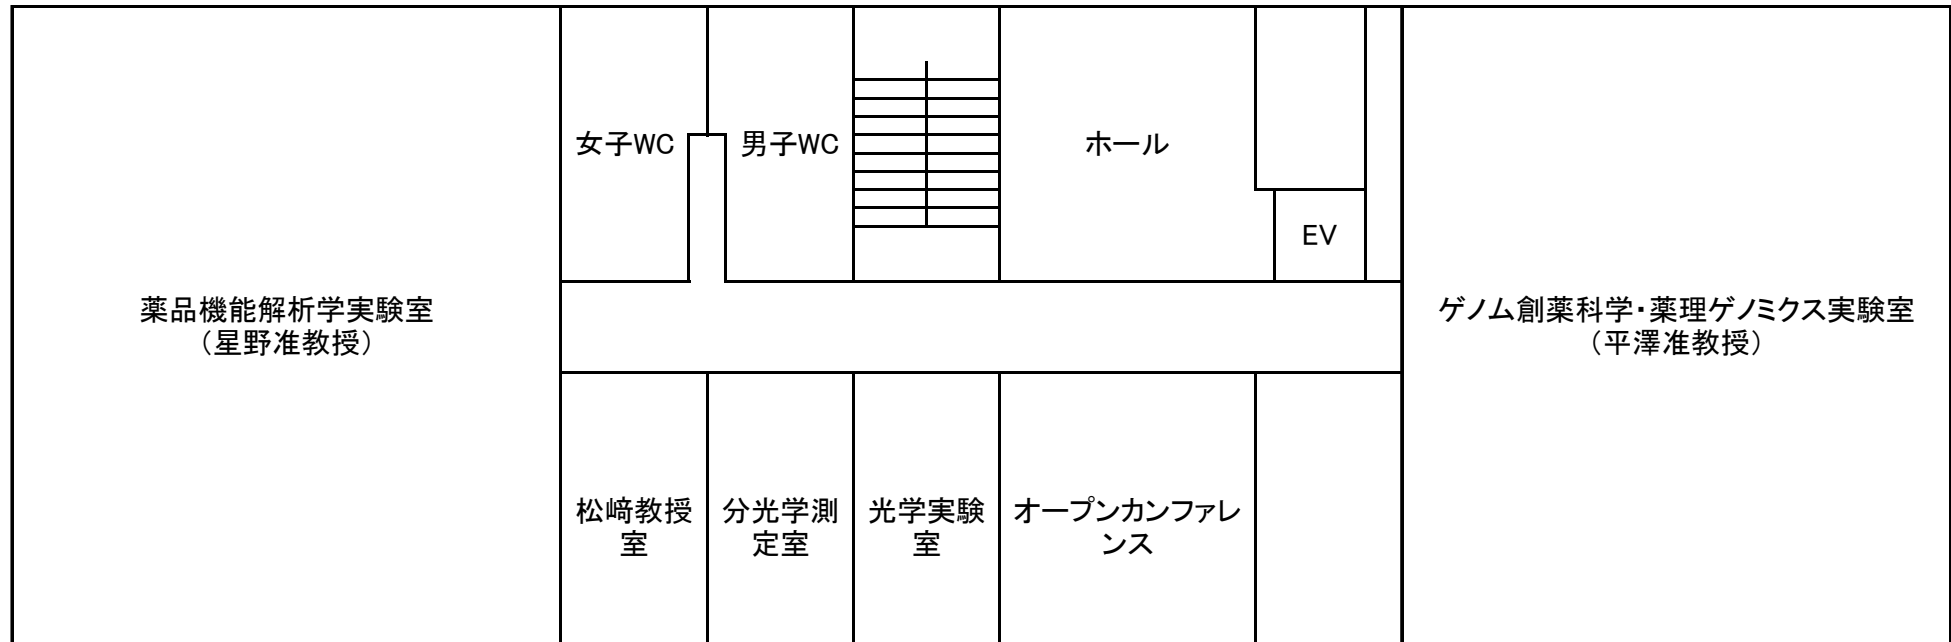 女子WC
男子WC
ホール
EV
薬品機能解析学実験室
（星野准教授）
ゲノム創薬科学・薬理ゲノミクス実験室
（平澤准教授）
松﨑教授
室
分光学測
定室
光学実験
室
オープンカンファレ
ンス